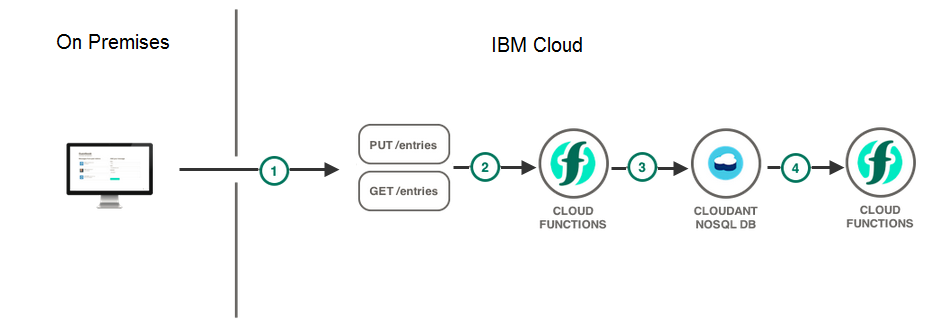 On Premises
IBM Cloud
PUT /entries
GET /entries
1
2
3
4
CLOUD
FUNCTIONS
CLOUDANT
NOSQL DB
CLOUD
FUNCTIONS